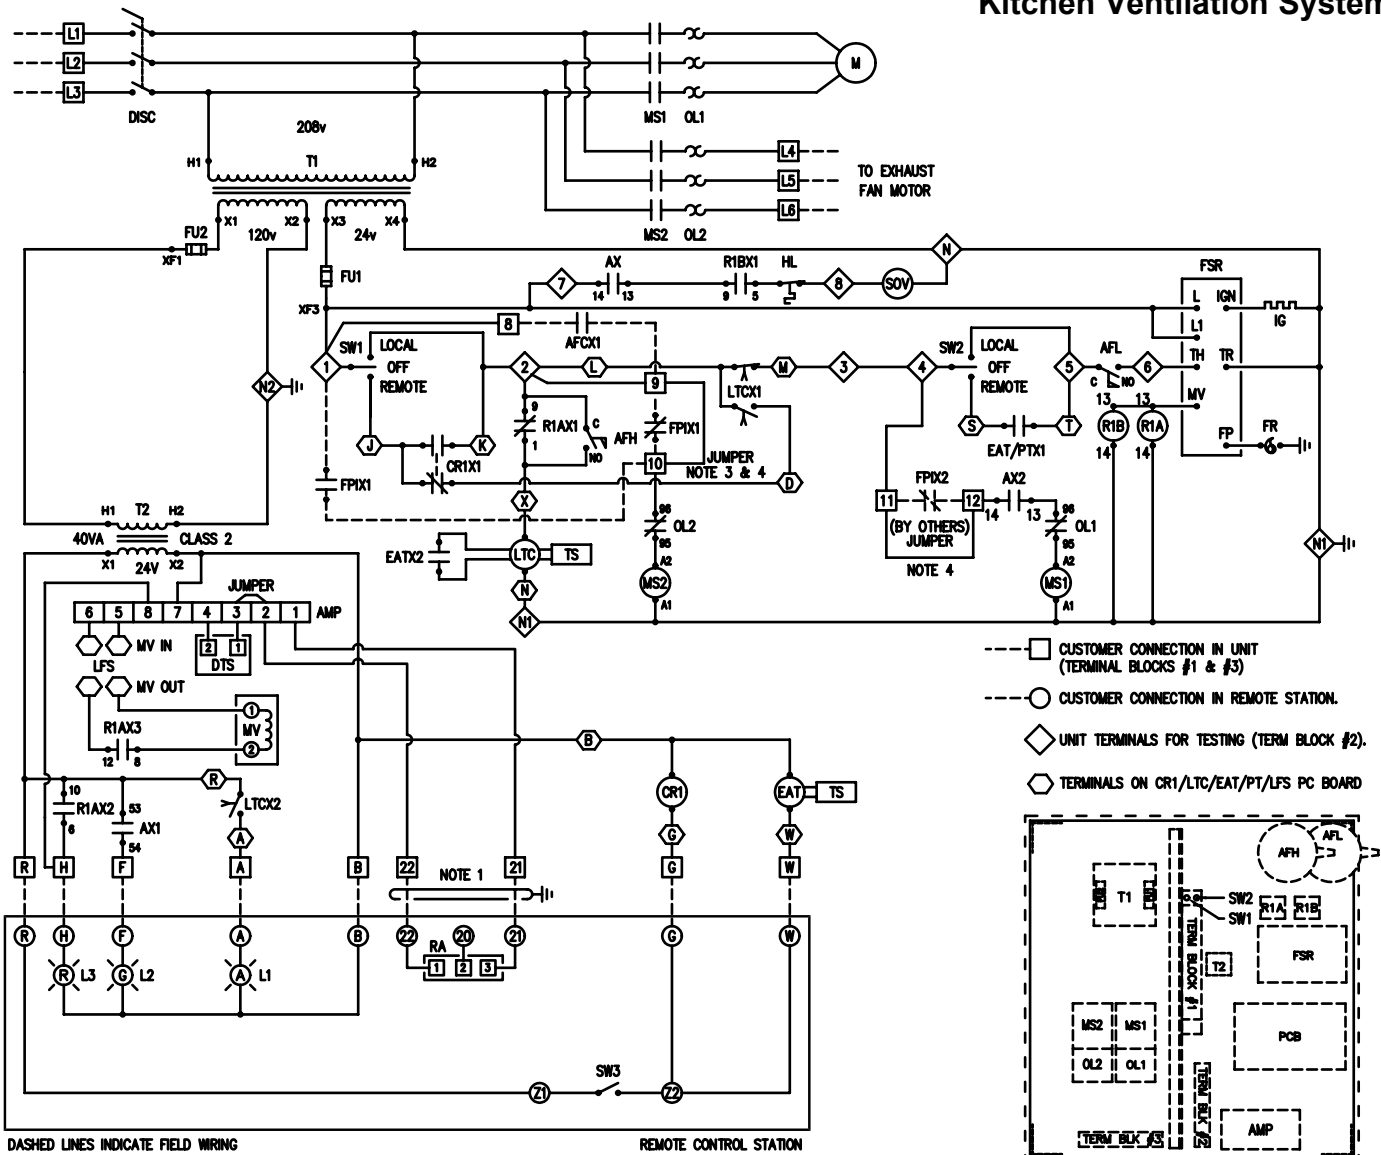 Kitchen Ventilation System
L1
L2
L3
DISC
208v
H1
T1
H2
MS1 OL1
M
L4
L5
L6
TO EXHAUST
FAN MOTOR
MS2 OL2
X1 X2 X3 X4
120v 24v
FU2
XF1
FU1
XF3
N2
7
AX
14 13
R1BX1
9 5
HL
8
SOV
N
FSR
L IGN
L1
TH TR
MV
FP
IG
FR
8
AFCX1
1
SW1
LOCAL
OFF
REMOTE
2
L
9
LTCX1
M
3
4
SW2
LOCAL
OFF
REMOTE
5
AFL
C NO
6
13 13
R1B R1A
14 14
J
CR1X1
K
9
R1AX1
1
C
AFH
NO
FPIX1
10
JUMPER
NOTE 3 & 4
D
S
EAT/PTX1
T
FPIX1
X
EATX2
LTC
TS
N
N1
96
OL2
95
A2
MS2
A1
11
FPIX2
12
(BY OTHERS)
JUMPER
NOTE 4
AX2
14 13
96
OL1
95
A2
MS1
A1
N1
H1 T2 H2
40VA CLASS 2
X1 24V X2
JUMPER
6 5 8 7 4 3 2 1 AMP
MV IN
LFS
MV OUT
2 1
DTS
R1AX3
12 8
1
MV
2
R
10
R1AX2
6
53
AX1
54
LTCX2
A
B
CR1
G
EAT
TS
W
R H F A B 22 21 G W
NOTE 1
R H F A B 22 20 21 G W
R L3
G L2
A L1
RA
1 2 3
SW3
Z1 Z2
DASHED LINES INDICATE FIELD WIRING
REMOTE CONTROL STATION
CUSTOMER CONNECTION IN UNIT
(TERMINAL BLOCKS #1 & #3)
CUSTOMER CONNECTION IN REMOTE STATION.
UNIT TERMINALS FOR TESTING (TERM BLOCK #2).
TERMINALS ON CR1/LTC/EAT/PT/LFS PC BOARD
AFH
AFL
T1
SW2
SW1
R1A R1B
TERM BLOCK #1
T2
FSR
MS2 MS1
OL2 OL1
PCB
TERM BLK #2
AMP
TERM BLK #3